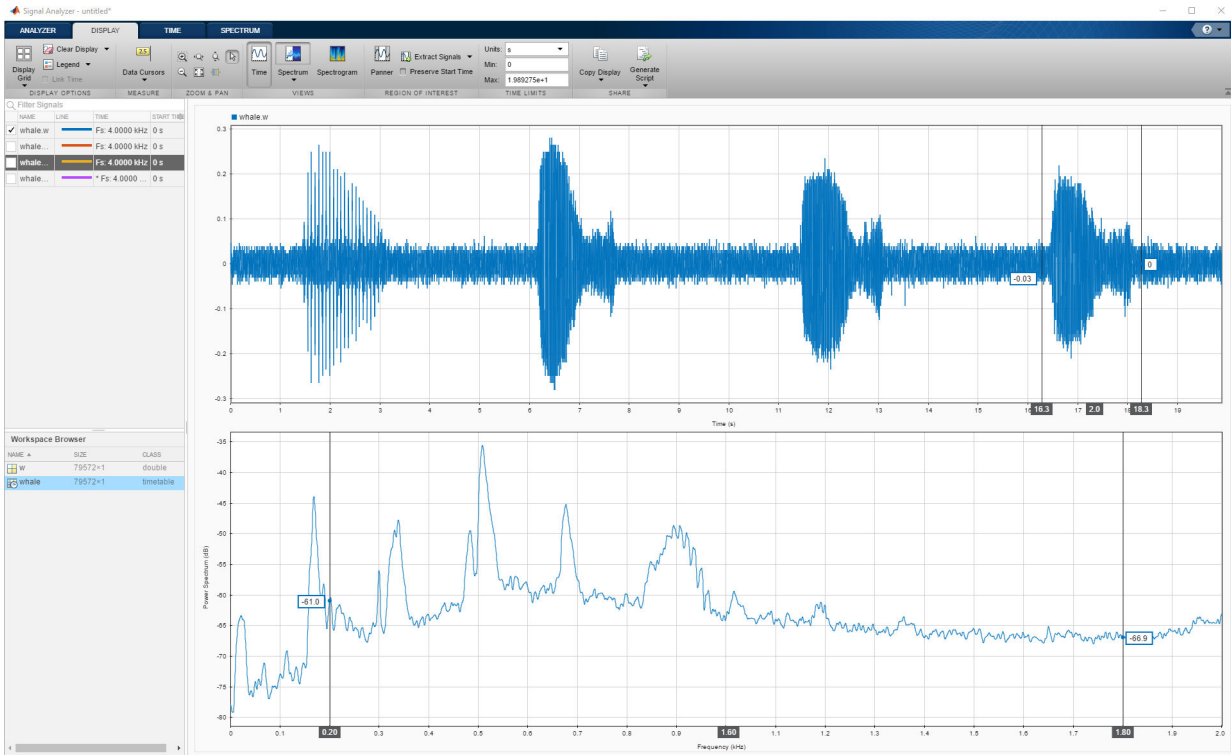 Signal Analyzer - untitled*
ANALYZER DISPLAY TIME SPECTRUM
Display Grid
Clear Display
Legend
Link Time
DISPLAY OPTIONS
2.5
Data Cursors
MEASURE
ZOOM & PAN
Time Spectrum Spectrogram
VIEWS
Panner
Extract Signals
Preserve Start Time
REGION OF INTEREST
Units: s
Min: 0
Max: 1.989275e+1
TIME LIMITS
Copy Display
Generate Script
SHARE
Filter Signals
NAME LINE TIME START TIME
whale.w Fs: 4.0000 kHz 0 s
whale... Fs: 4.0000 kHz 0 s
whale... Fs: 4.0000 kHz 0 s
whale... * Fs: 4.0000 ... 0 s
Workspace Browser
NAME SIZE CLASS
w 79572×1 double
whale 79572×1 timetable
whale.w
0.3
0.2
0.1
0
-0.1
-0.2
-0.3
-0.03
0
0 1 2 3 4 5 6 7 8 9 10 11 12 13 14 15 16 16.3 17 2.0 18.3 19
Time (s)
-35
-40
-45
-50
-55
-60
-65
-70
-75
-80
Power Spectrum (dB)
-61.0
-66.9
0 0.1 0.20 0.3 0.4 0.5 0.6 0.7 0.8 0.9 1.60 1.1 1.2 1.3 1.4 1.5 1.6 1.7 1.80 1.9 2.0
Frequency (kHz)